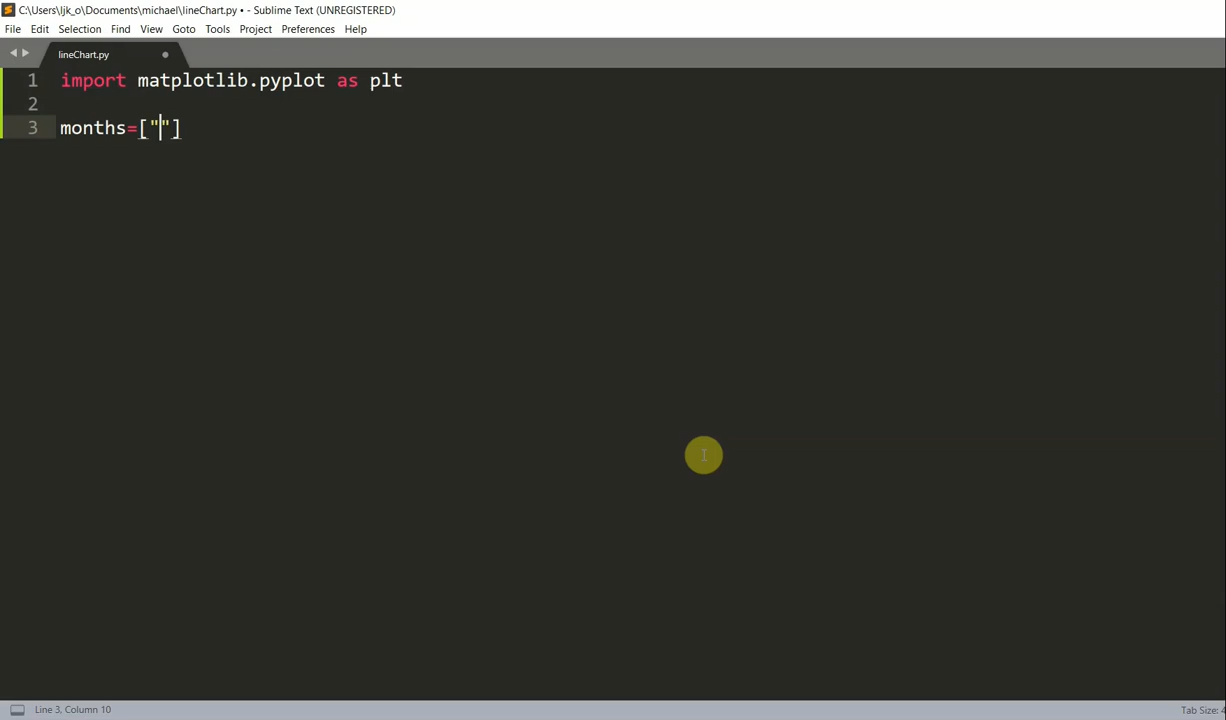 C:\Users\ljk_o\Documents\michael\lineChart.py • - Sublime Text (UNREGISTERED)
File Edit Selection Find View Goto Tools Project Preferences Help
lineChart.py
1 import matplotlib.pyplot as plt
2
3 months=[""]
Line 3, Column 10
Tab Size: 4